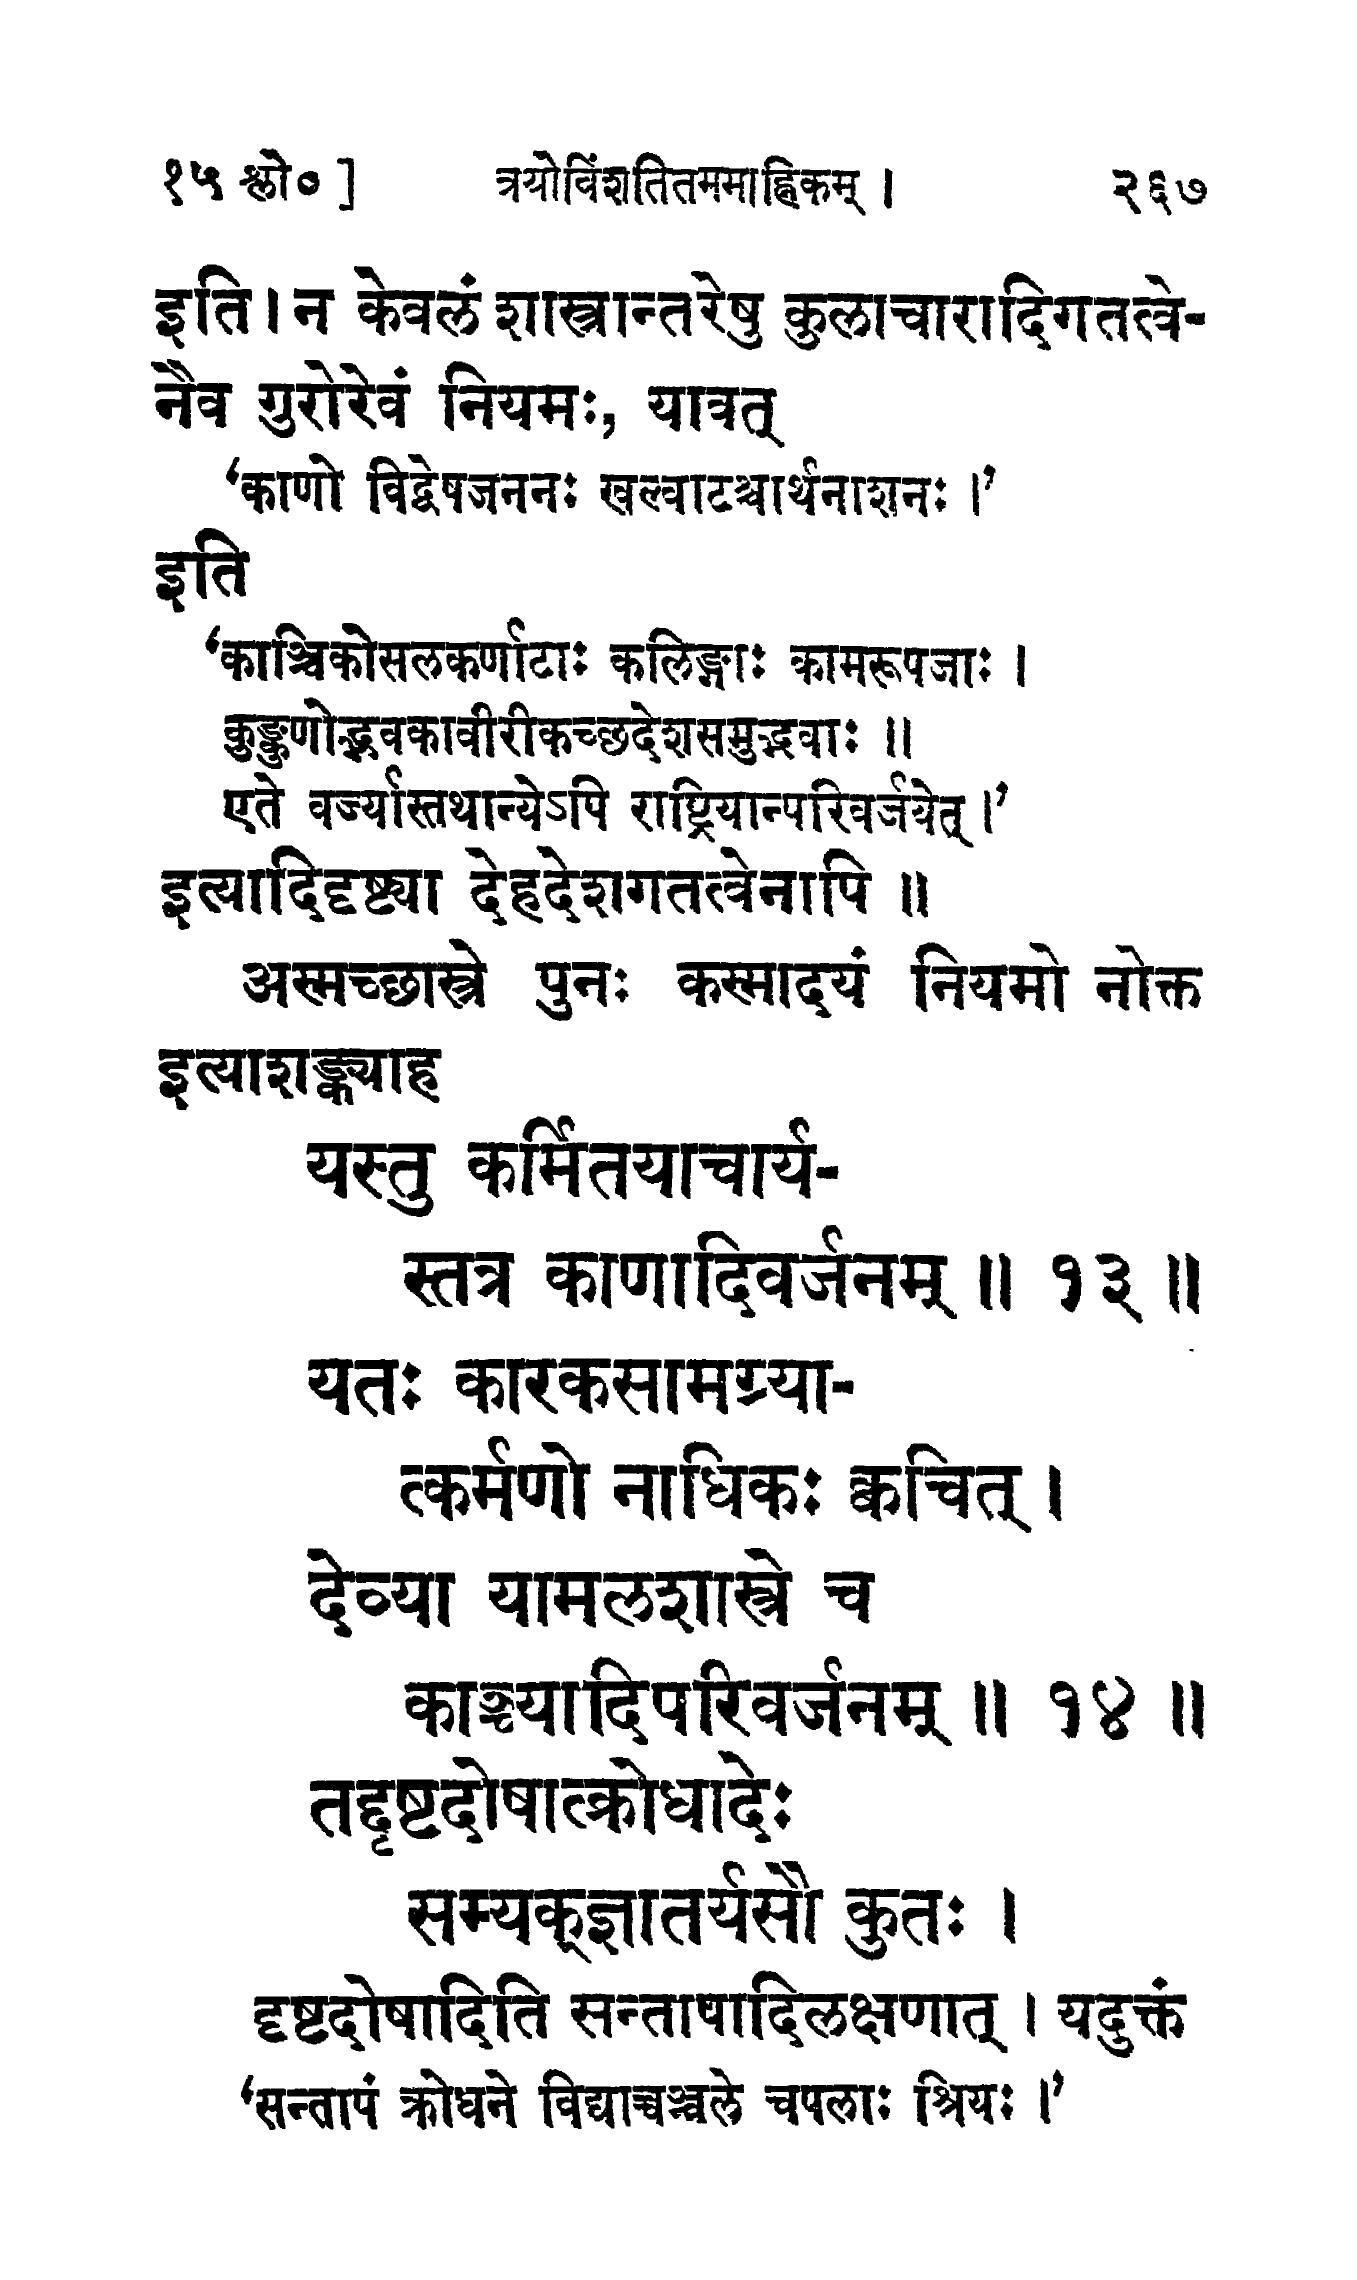 १५ श्लो० ] त्रयोविंशतितममाह्निकम् । २६७
इति । न केवलं शास्त्रान्तरेषु कुलाचारादिगतत्वे-
नैव गुरोरेवं नियमः, यात्रत्
‘काणो विद्वेषजननः खल्वाटश्चार्थनाशनः ।’
इति
‘काञ्चिकोसलकर्णाटाः कलिङ्गाः कामरूपजाः ।
कुङ्कुणोद्भवकावीरीकच्छदेशसमुद्भवाः ॥
एते वर्ज्यास्तथान्येऽपि राष्ट्रियान्परिवर्जयेत् ।’
इत्यादिदृष्ट्या देहदेशगतत्वेनापि ॥
अस्मच्छास्त्रे पुनः कस्मादयं नियमो नोक्त
इत्याशङ्क्याह
यस्तु कर्मितयाचार्य-
स्तत्र काणादिवर्जनम् ॥ १३ ॥
यतः कारकसामग्र्या-
त्कर्मणो नाधिकः क्वचित् ।
देव्या यामलशास्त्रे च
काञ्च्यादिपरिवर्जनम् ॥ १४ ॥
तद्दृष्टदोषात्क्रोधादेः
सम्यक्ज्ञातर्यसौ कुतः ।
दृष्टदोषादिति सन्ताषादिलक्षणात् । यदुक्तं
‘सन्तापं क्रोधने विद्याच्चञ्चले चपलाः श्रियः ।’